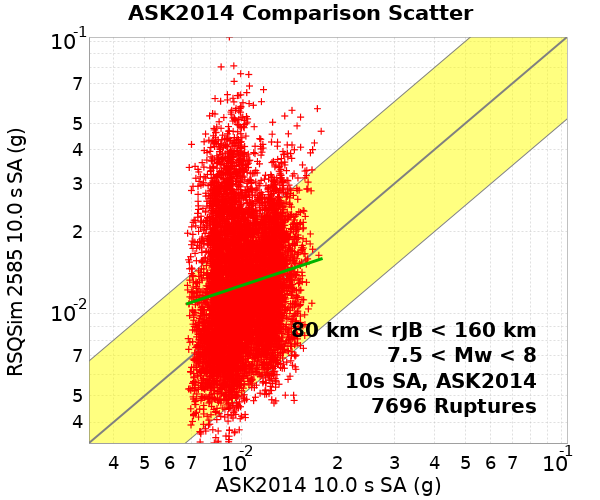 ASK2014 Comparison Scatter
RSQSim 2585 10.0 s SA (g)
10-1
7
5
4
3
2
10-2
7
5
4
80 km < rJB < 160 km
7.5 < Mw < 8
10s SA, ASK2014
7696 Ruptures
4 5 6 7 10-2 2 3 4 5 6 7 10-1
ASK2014 10.0 s SA (g)